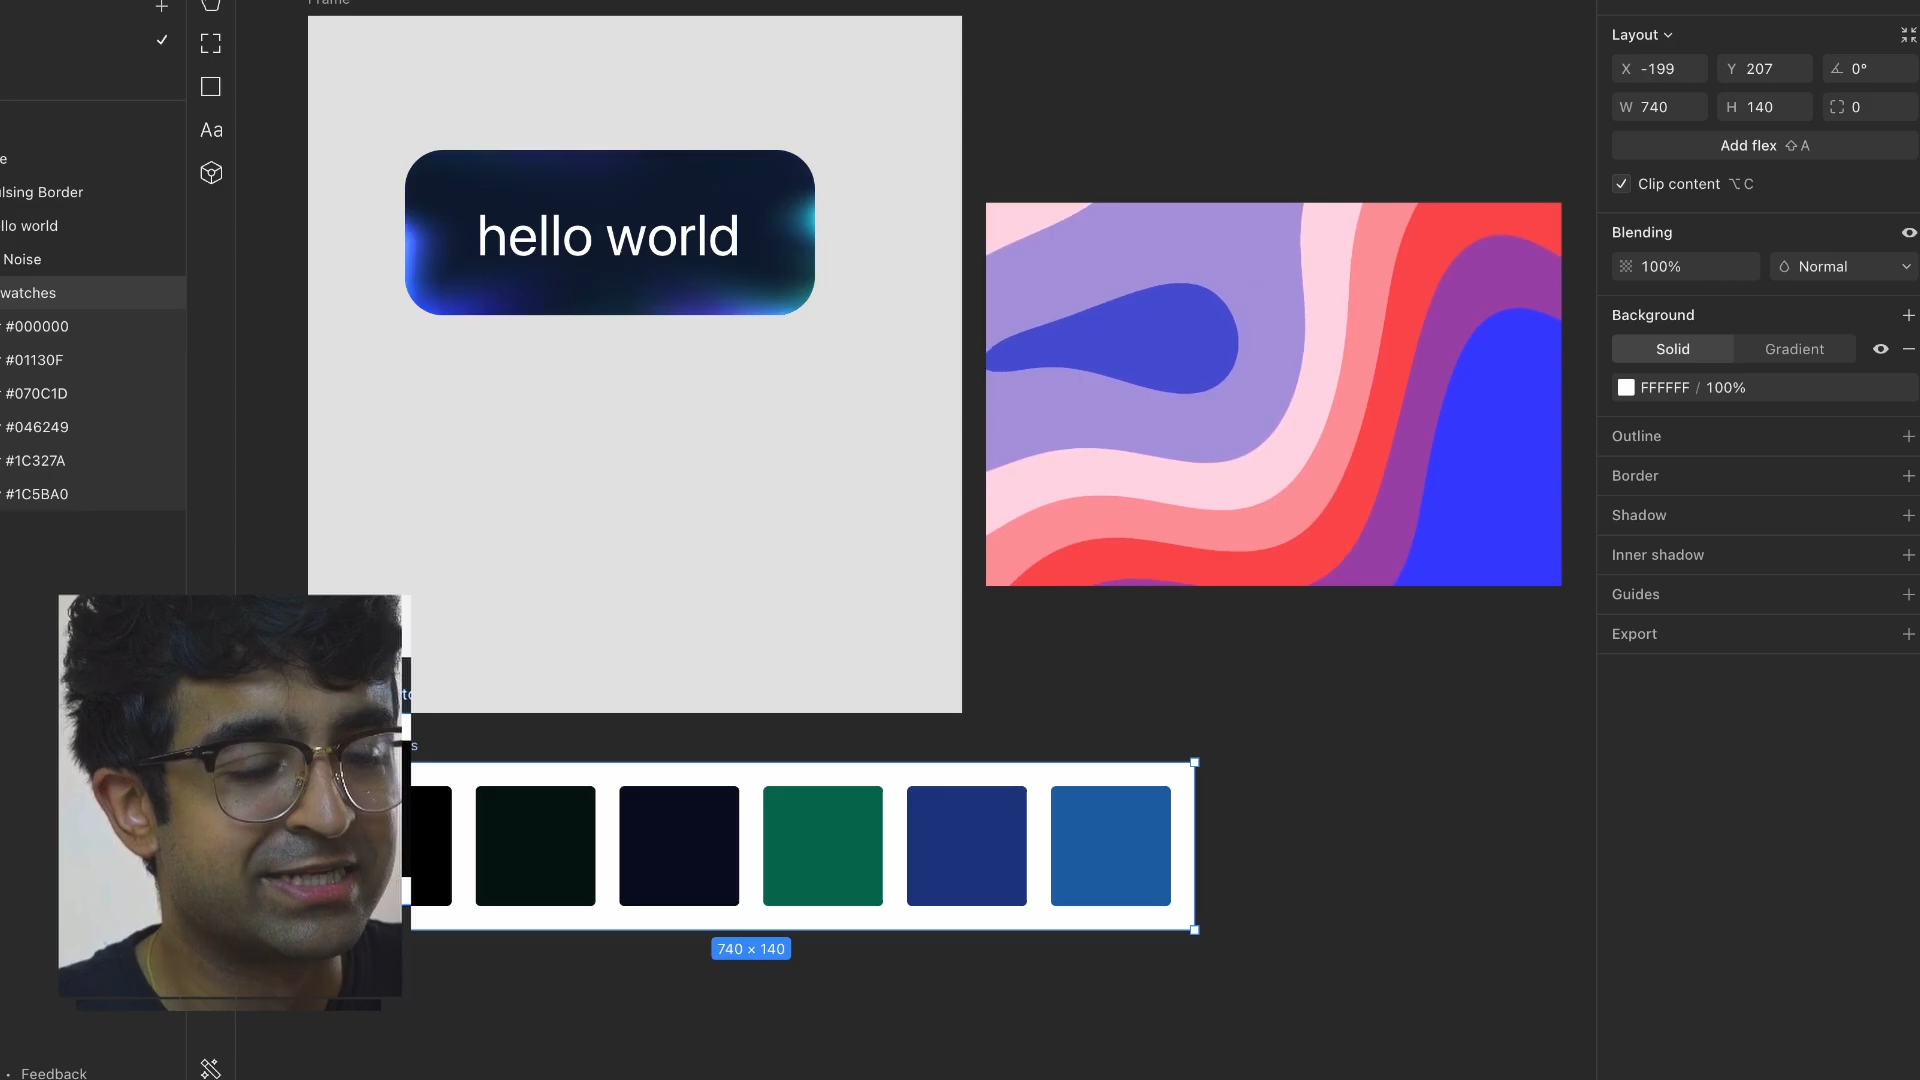 Frame
e
lsing Border
llo world
Noise
watches
#000000
#01130F
#070C1D
#046249
#1C327A
#1C5BA0
Feedback
Aa
hello world
s
740 × 140
Layout
X -199
Y 207
0°
W 740
H 140
0
Add flex ⇧ A
Clip content ⌥ C
Blending
100%
Normal
Background
Solid
Gradient
FFFFFF / 100%
Outline
Border
Shadow
Inner shadow
Guides
Export